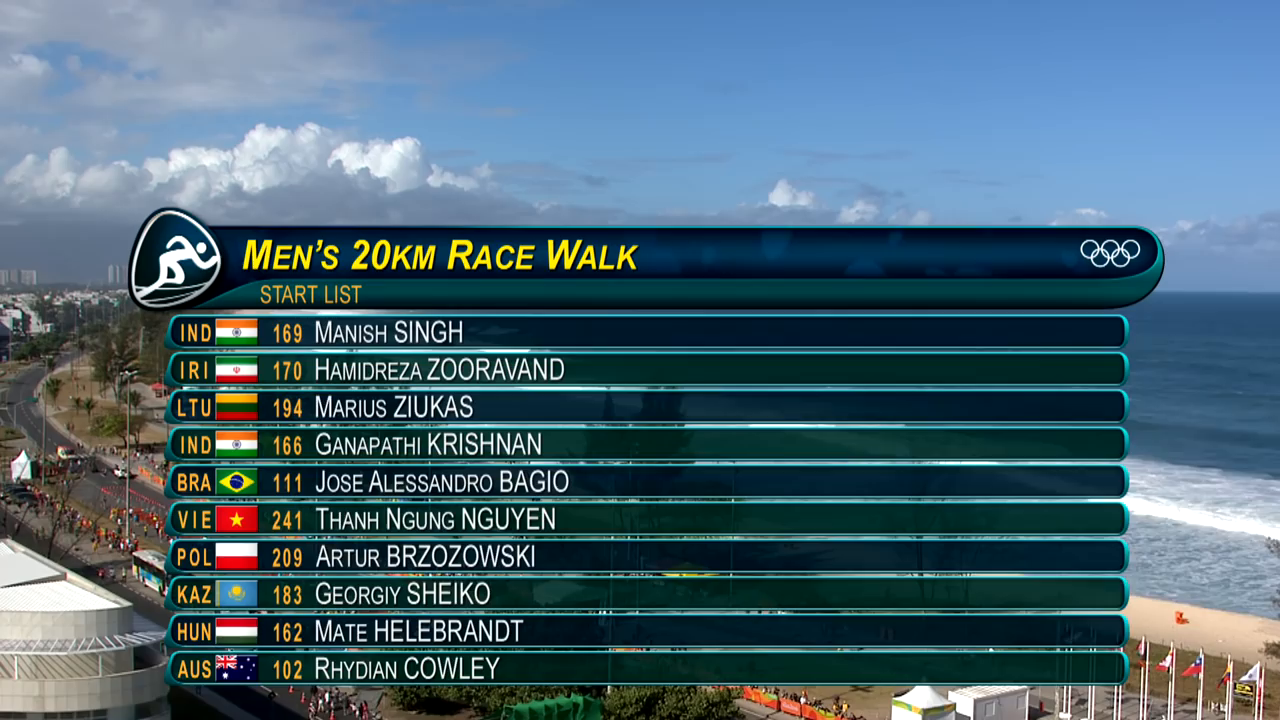 MEN'S 20KM RACE WALK
START LIST
IND 169 MANISH SINGH
IRI 170 HAMIDREZA ZOORAVAND
LTU 194 MARIUS ZIUKAS
IND 166 GANAPATHI KRISHNAN
BRA 111 JOSE ALESSANDRO BAGIO
VIE 241 THANH NGUNG NGUYEN
POL 209 ARTUR BRZOZOWSKI
KAZ 183 GEORGIY SHEIKO
HUN 162 MATE HELEBRANDT
AUS 102 RHYDIAN COWLEY